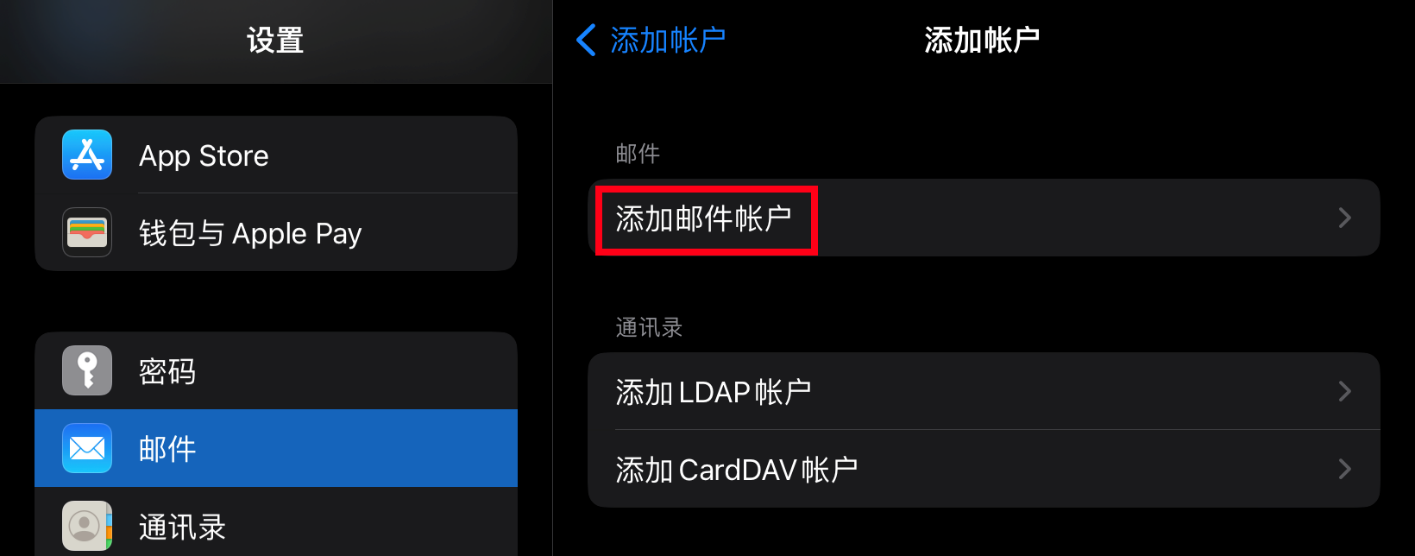 设置
App Store
钱包与 Apple Pay
密码
邮件
通讯录
添加帐户
添加帐户
邮件
添加邮件帐户
通讯录
添加 LDAP 帐户
添加 CardDAV 帐户